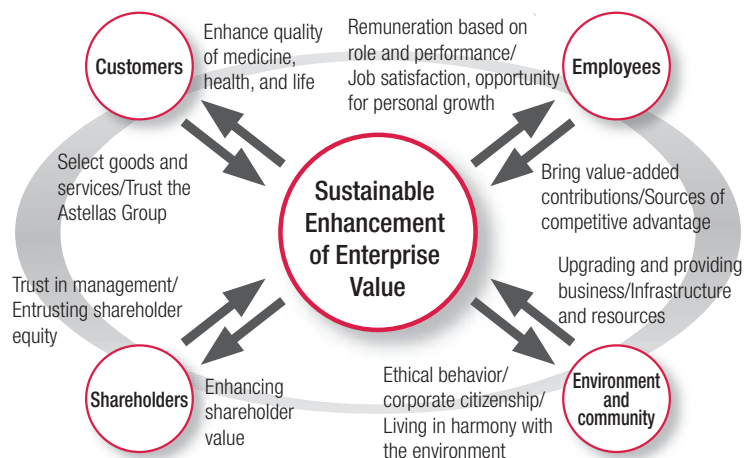 Customers
Enhance quality
of medicine,
health, and life
Remuneration based on
role and performance/
Job satisfaction, opportunity
for personal growth
Employees
Select goods and
services/Trust the
Astellas Group
Sustainable
Enhancement
of Enterprise
Value
Bring value-added
contributions/Sources of
competitive advantage
Trust in management/
Entrusting shareholder
equity
Upgrading and providing
business/Infrastructure
and resources
Shareholders
Enhancing
shareholder
value
Ethical behavior/
corporate citizenship/
Living in harmony with
the environment
Environment and
community